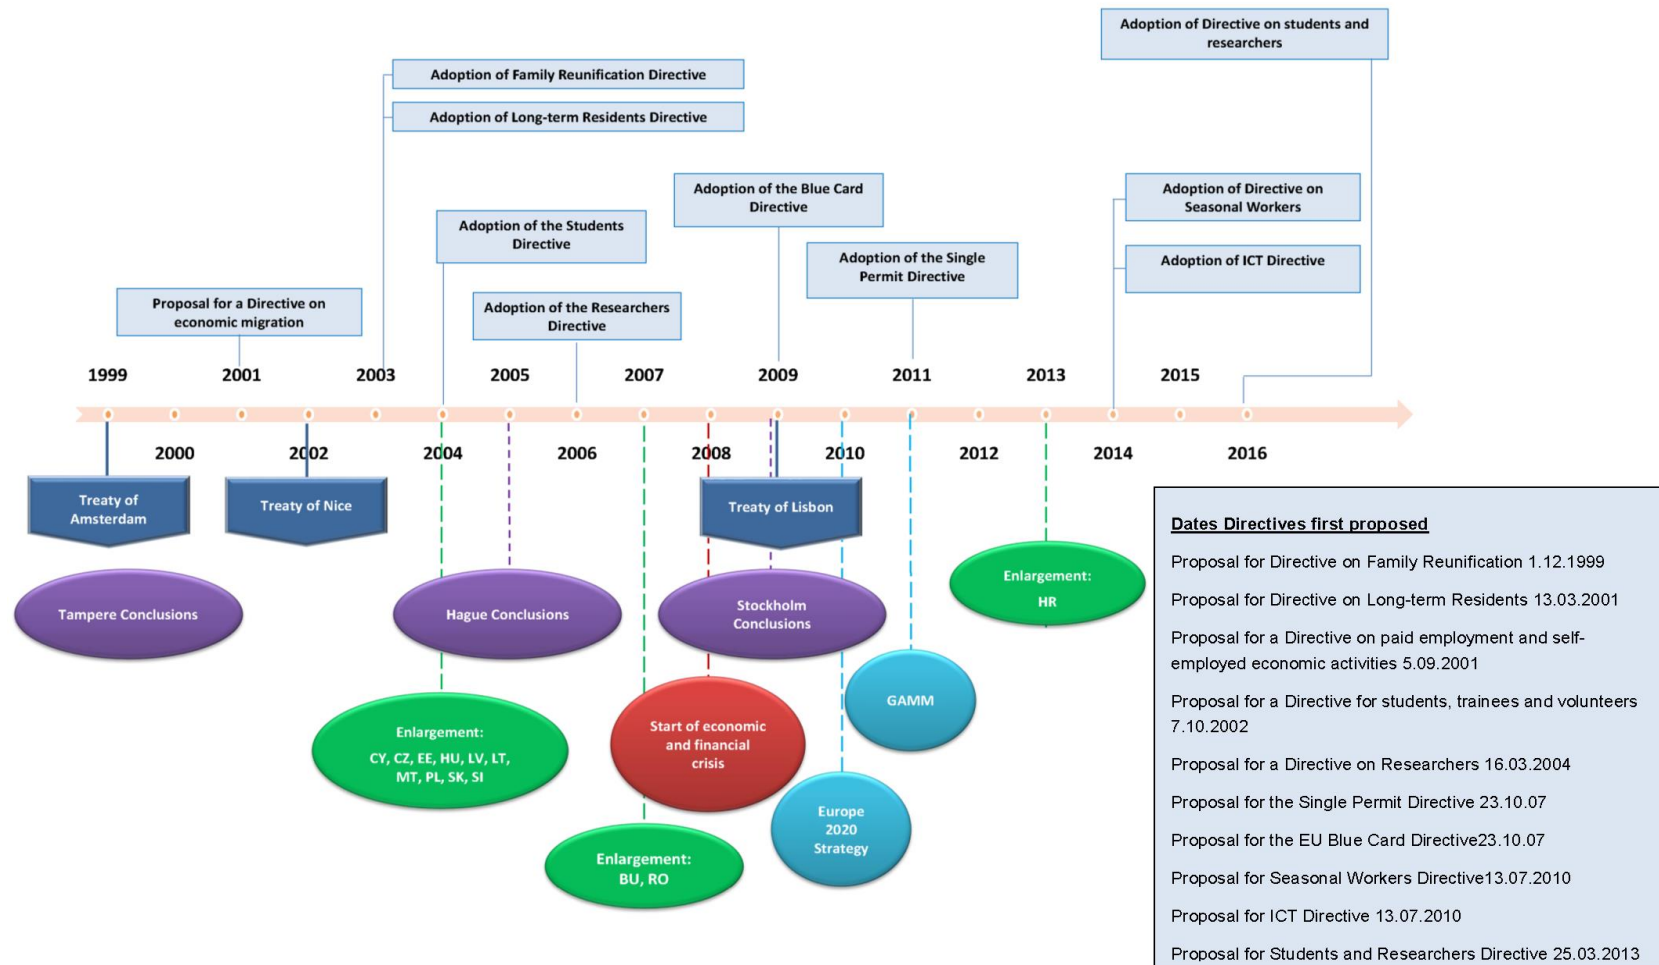 Adoption of Directive on students and
researchers
Adoption of Family Reunification Directive
Adoption of Long-term Residents Directive
Adoption of the Blue Card
Directive
Adoption of Directive on
Seasonal Workers
Adoption of the Students
Directive
Adoption of the Single
Permit Directive
Adoption of ICT Directive
Proposal for a Directive on
economic migration
Adoption of the Researchers
Directive
1999 2001 2003 2005 2007 2009 2011 2013 2015
2000 2002 2004 2006 2008 2010 2012 2014 2016
Treaty of
Amsterdam
Treaty of Nice
Treaty of Lisbon
Tampere Conclusions
Hague Conclusions
Stockholm
Conclusions
Enlargement:
HR
GAMM
Enlargement:
CY, CZ, EE, HU, LV, LT,
MT, PL, SK, SI
Start of economic
and financial
crisis
Europe
2020
Strategy
Enlargement:
BU, RO
Dates Directives first proposed
Proposal for Directive on Family Reunification 1.12.1999
Proposal for Directive on Long-term Residents 13.03.2001
Proposal for a Directive on paid employment and self-
employed economic activities 5.09.2001
Proposal for a Directive for students, trainees and volunteers
7.10.2002
Proposal for a Directive on Researchers 16.03.2004
Proposal for the Single Permit Directive 23.10.07
Proposal for the EU Blue Card Directive23.10.07
Proposal for Seasonal Workers Directive13.07.2010
Proposal for ICT Directive 13.07.2010
Proposal for Students and Researchers Directive 25.03.2013